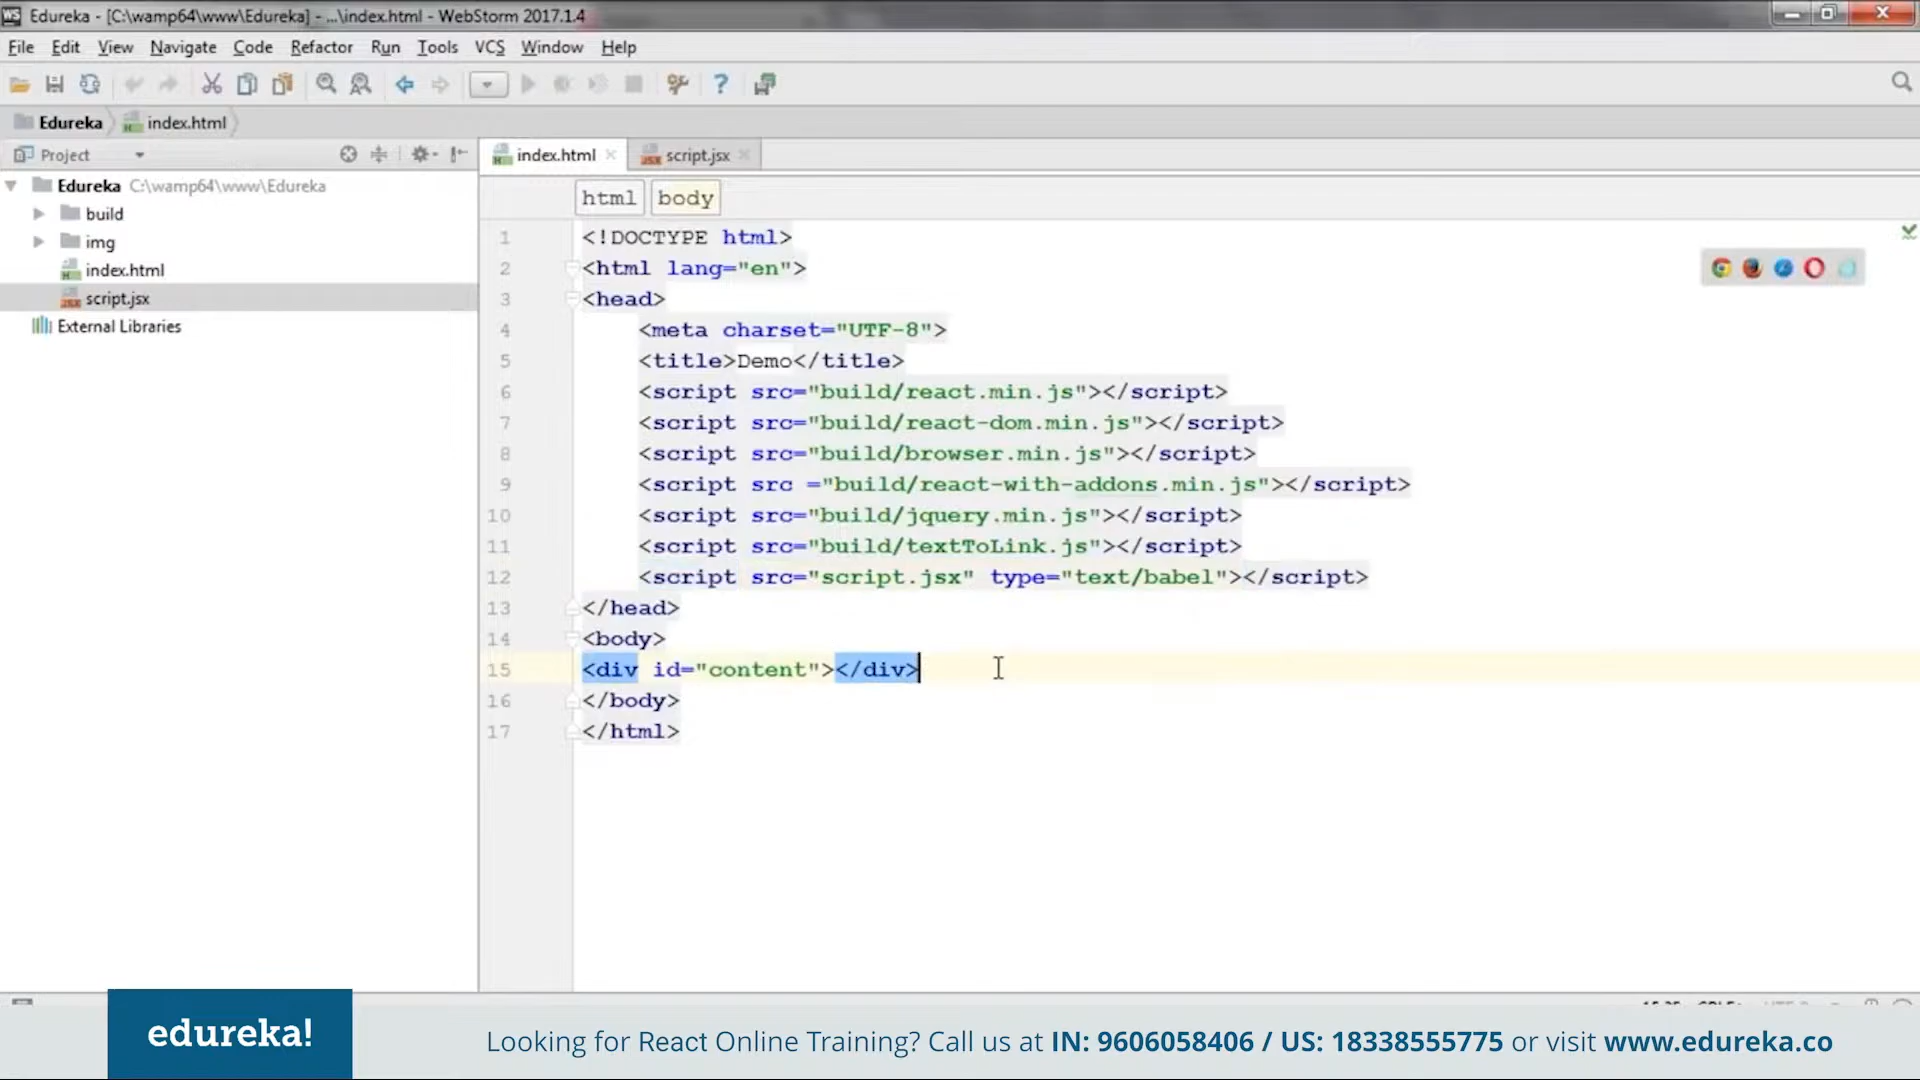 Edureka - [C:\wamp64\www\Edureka] - ...\index.html - WebStorm 2017.1.4
File Edit View Navigate Code Refactor Run Tools VCS Window Help
Edureka index.html
Project
index.html script.jsx
Edureka C:\wamp64\www\Edureka
build
img
index.html
script.jsx
External Libraries
html body
1 <!DOCTYPE html>
2 <html lang="en">
3 <head>
4 <meta charset="UTF-8">
5 <title>Demo</title>
6 <script src="build/react.min.js"></script>
7 <script src="build/react-dom.min.js"></script>
8 <script src="build/browser.min.js"></script>
9 <script src ="build/react-with-addons.min.js"></script>
10 <script src="build/jquery.min.js"></script>
11 <script src="build/textToLink.js"></script>
12 <script src="script.jsx" type="text/babel"></script>
13 </head>
14 <body>
15 <div id="content"></div>
16 </body>
17 </html>
edureka!
Looking for React Online Training? Call us at IN: 9606058406 / US: 18338555775 or visit www.edureka.co